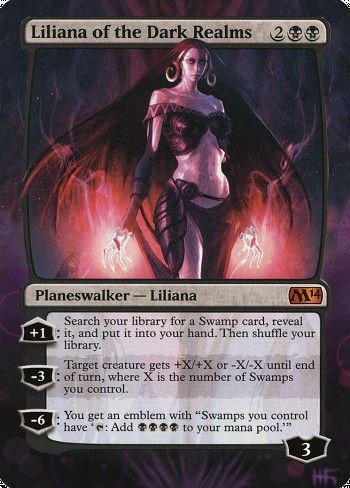 Liliana of the Dark Realms 2
Planeswalker — Liliana M14
+1 Search your library for a Swamp card, reveal
it, and put it into your hand. Then shuffle your
library.
-3 Target creature gets +X/+X or -X/-X until end
of turn, where X is the number of Swamps
you control.
-6 You get an emblem with “Swamps you control
have ‘: Add to your mana pool.’”
3